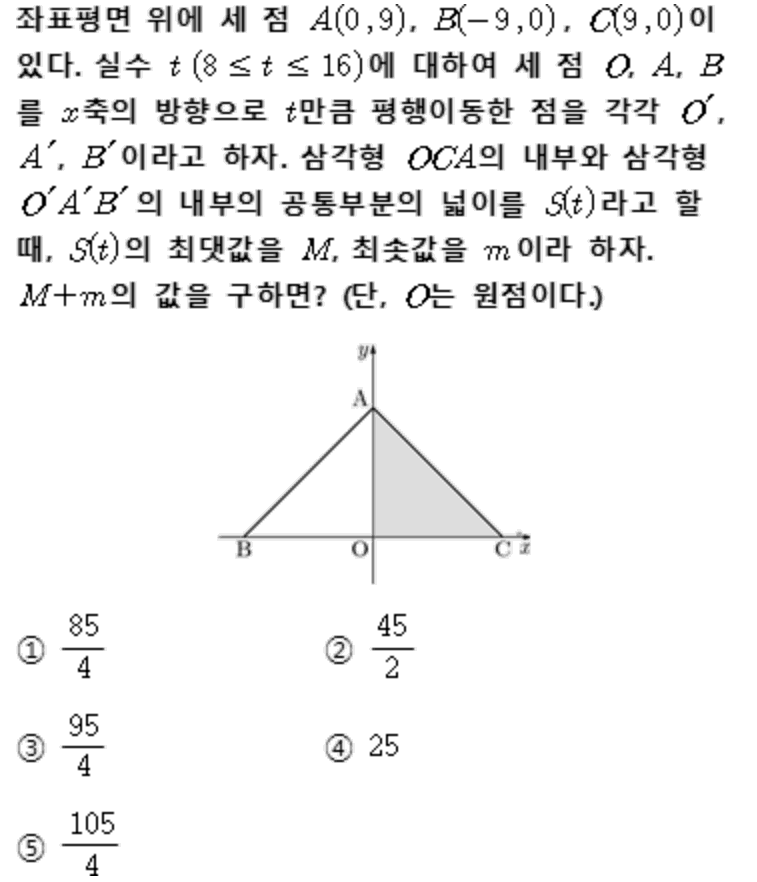 좌표평면 위에 세 점 A(0,9), B(−9,0), C(9,0)이
있다. 실수 t (8 ≤ t ≤ 16)에 대하여 세 점 O, A, B
를 x축의 방향으로 t만큼 평행이동한 점을 각각 O′,
A′, B′이라고 하자. 삼각형 OCA의 내부와 삼각형
O′A′B′의 내부의 공통부분의 넓이를 S(t)라고 할
때, S(t)의 최댓값을 M, 최솟값을 m이라 하자.
M+m의 값을 구하면? (단, O는 원점이다.)
y
A
B O C x
① 85/4 ② 45/2
③ 95/4 ④ 25
⑤ 105/4